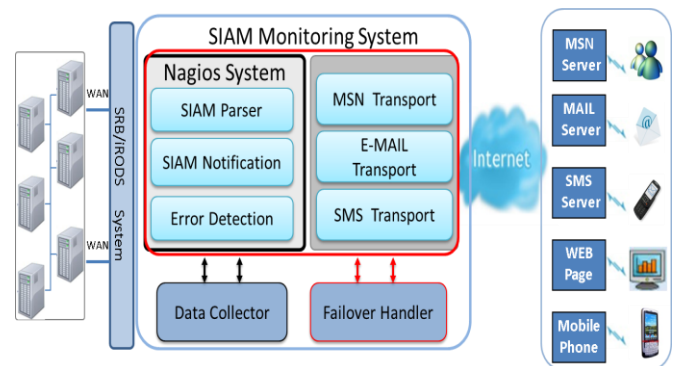 SIAM Monitoring System
WAN
WAN
SRB/iRODS System
Nagios System
SIAM Parser
SIAM Notification
Error Detection
MSN Transport
E-MAIL
Transport
SMS Transport
Data Collector
Failover Handler
Internet
MSN
Server
MAIL
Server
@
SMS
Server
WEB
Page
Mobile
Phone